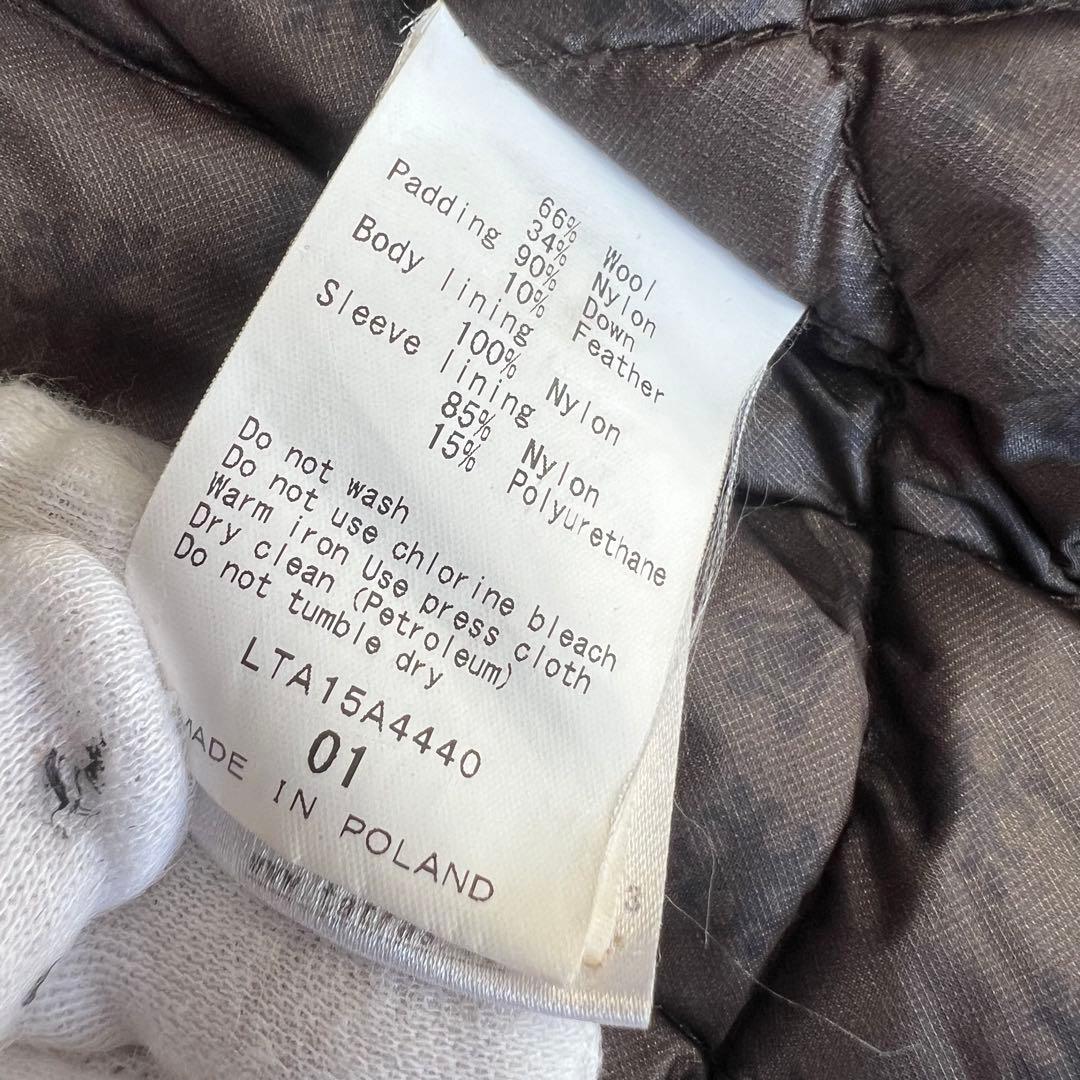 66% Wool
34% Nylon
Padding 90% Down
10% Feather
Body lining
100% Nylon
Sleeve lining
85% Nylon
15% Polyurethane
Do not wash
Do not use chlorine bleach
Warm iron Use press cloth
Dry clean (Petroleum)
Do not tumble dry
LTA15A4440
01
MADE IN POLAND
3